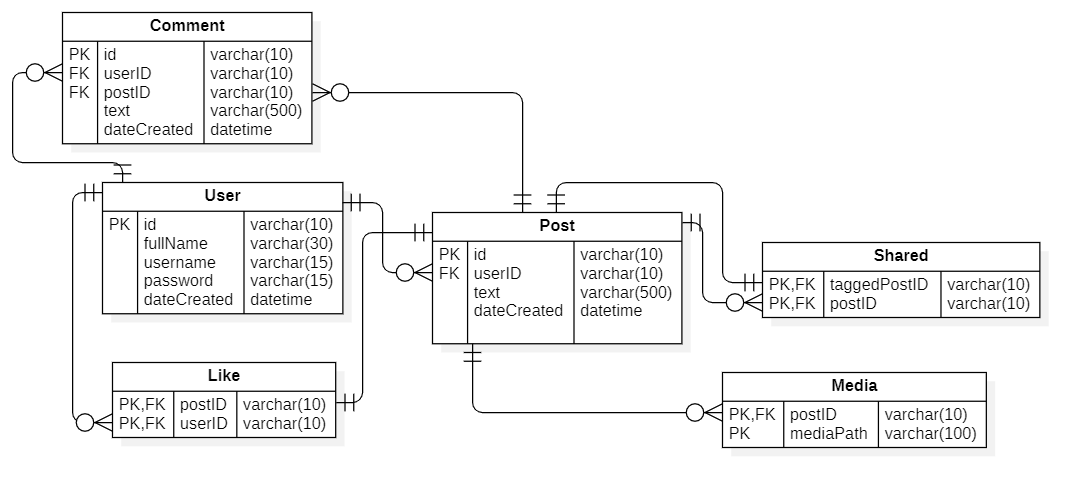 Comment
PK id varchar(10)
FK userID varchar(10)
FK postID varchar(10)
text varchar(500)
dateCreated datetime
User
PK id varchar(10)
fullName varchar(30)
username varchar(15)
password varchar(15)
dateCreated datetime
Post
PK id varchar(10)
FK userID varchar(10)
text varchar(500)
dateCreated datetime
Shared
PK,FK taggedPostID varchar(10)
PK,FK postID varchar(10)
Like
PK,FK postID varchar(10)
PK,FK userID varchar(10)
Media
PK,FK postID varchar(10)
PK mediaPath varchar(100)